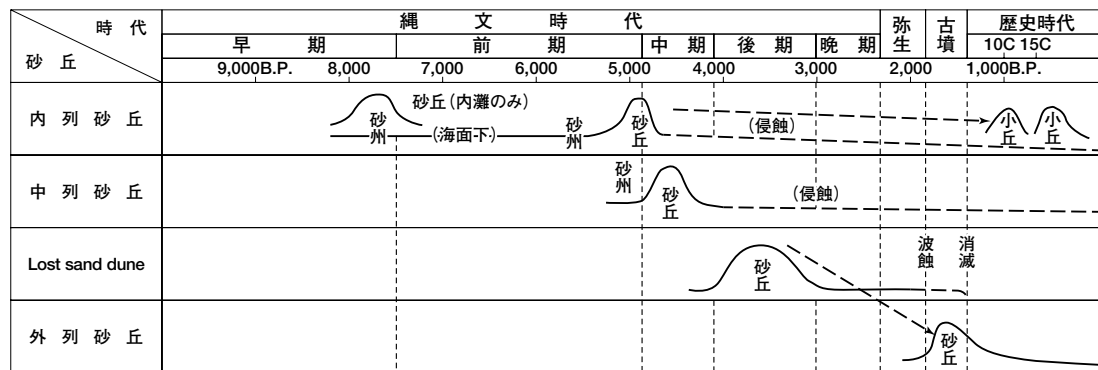 時代
砂丘
縄文時代
弥生
古墳
歴史時代
早期
前期
中期
後期
晩期
10C 15C
9,000B.P. 8,000 7,000 6,000 5,000 4,000 3,000 2,000 1,000B.P.
内列砂丘
砂州
砂丘(内灘のみ)
(海面下)
砂州
砂丘
(侵蝕)
小丘
小丘
中列砂丘
砂州
砂丘
(侵蝕)
Lost sand dune
砂丘
波蝕
消滅
外列砂丘
砂丘